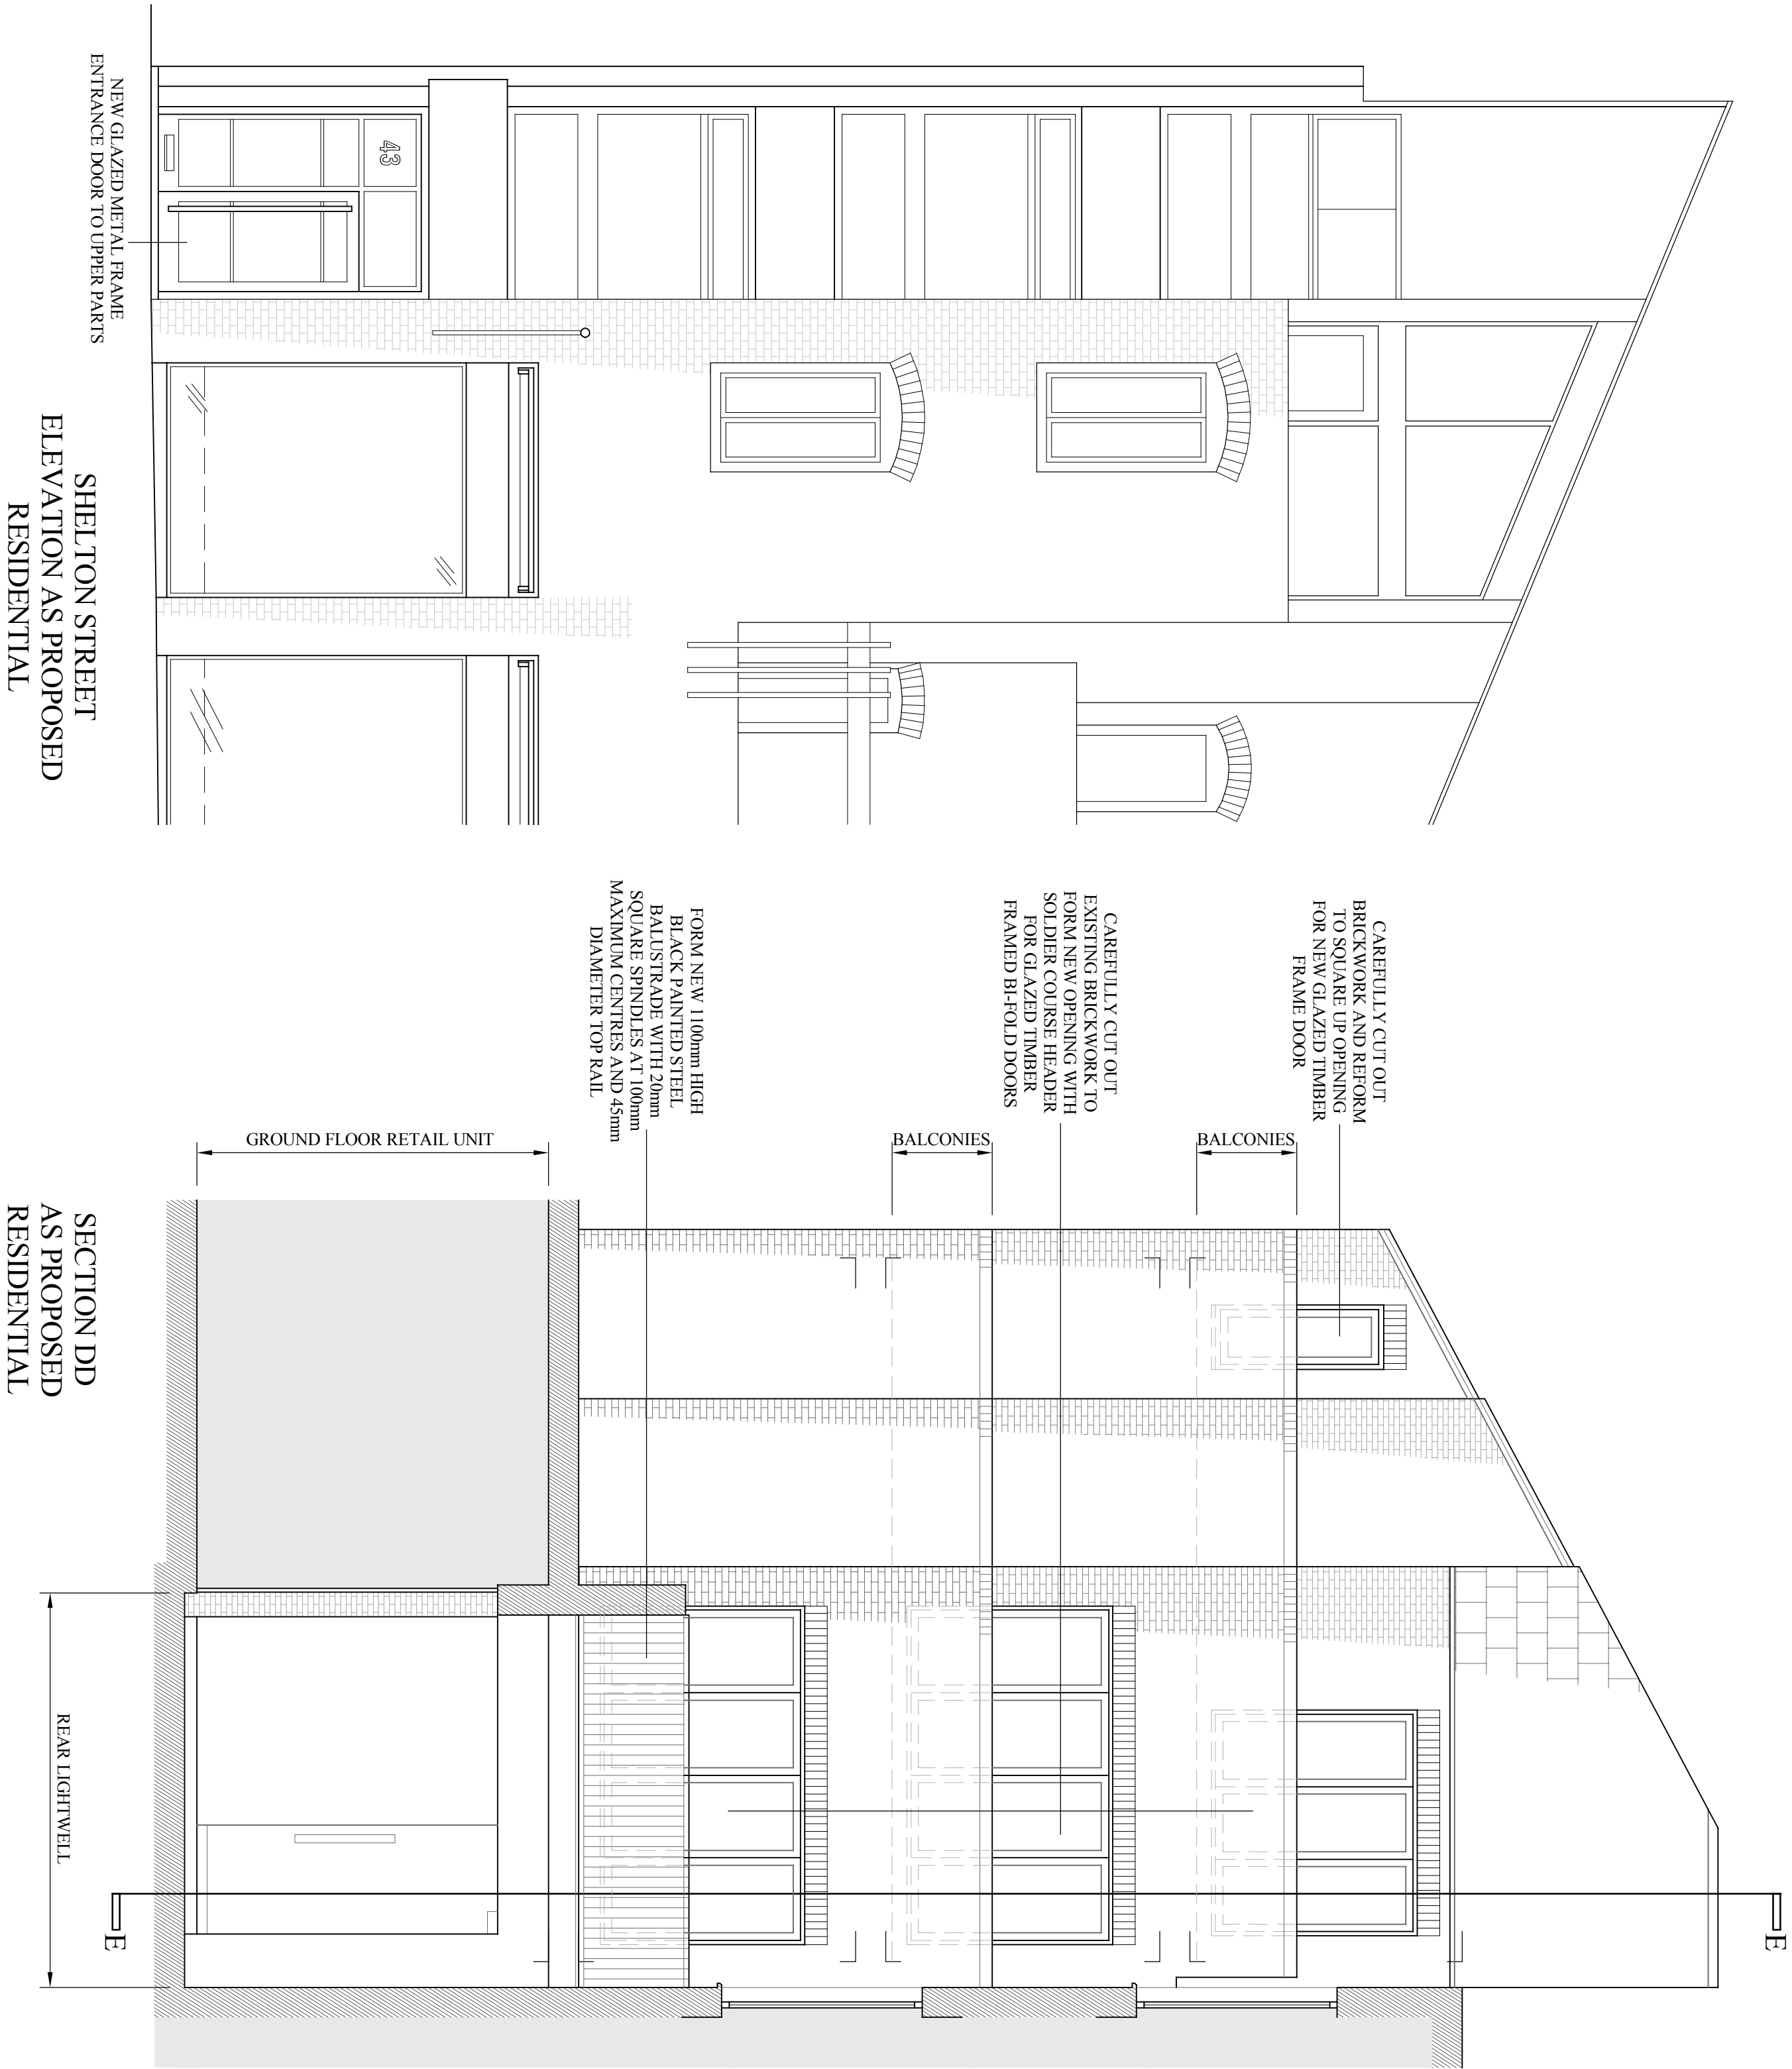 43
NEW GLAZED METAL FRAME
ENTRANCE DOOR TO UPPER PARTS
SHELTON STREET
ELEVATION AS PROPOSED
RESIDENTIAL
CAREFULLY CUT OUT
BRICKWORK AND REFORM
TO SQUARE UP OPENING
FOR NEW GLAZED TIMBER
FRAME DOOR
CAREFULLY CUT OUT
EXISTING BRICKWORK TO
FORM NEW OPENING WITH
SOLDIER COURSE HEADER
FOR GLAZED TIMBER
FRAMED BI-FOLD DOORS
FORM NEW 1100mm HIGH
BLACK PAINTED STEEL
BALUSTRADE WITH 20mm
SQUARE SPINDLES AT 100mm
MAXIMUM CENTRES AND 45mm
DIAMETER TOP RAIL
BALCONIES
BALCONIES
GROUND FLOOR RETAIL UNIT
REAR LIGHTWELL
E
E
SECTION DD
AS PROPOSED
RESIDENTIAL